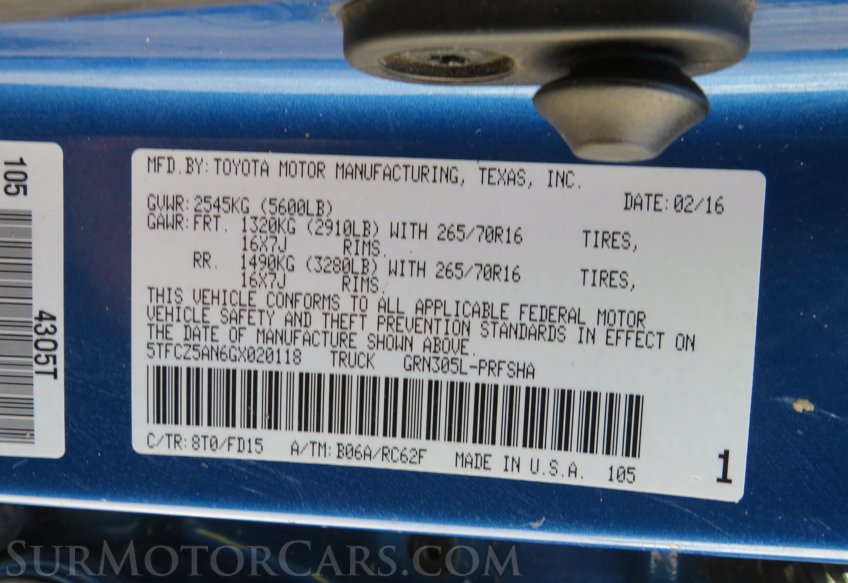 105
4305T
MFD.BY:TOYOTA MOTOR MANUFACTURING, TEXAS, INC.
GVWR:2545KG (5600LB) DATE:02/16
GAWR:FRT. 1320KG (2910LB) WITH 265/70R16 TIRES,
16X7J RIMS.
RR. 1490KG (3280LB) WITH 265/70R16 TIRES,
16X7J RIMS.
THIS VEHICLE CONFORMS TO ALL APPLICABLE FEDERAL MOTOR
VEHICLE SAFETY AND THEFT PREVENTION STANDARDS IN EFFECT ON
THE DATE OF MANUFACTURE SHOWN ABOVE.
5TFCZ5AN6GX020118 TRUCK GRN305L-PRFSHA
C/TR:8T0/FD15 A/TM:B06A/RC62F MADE IN U.S.A. 105
1
SURMOTORCARS.COM